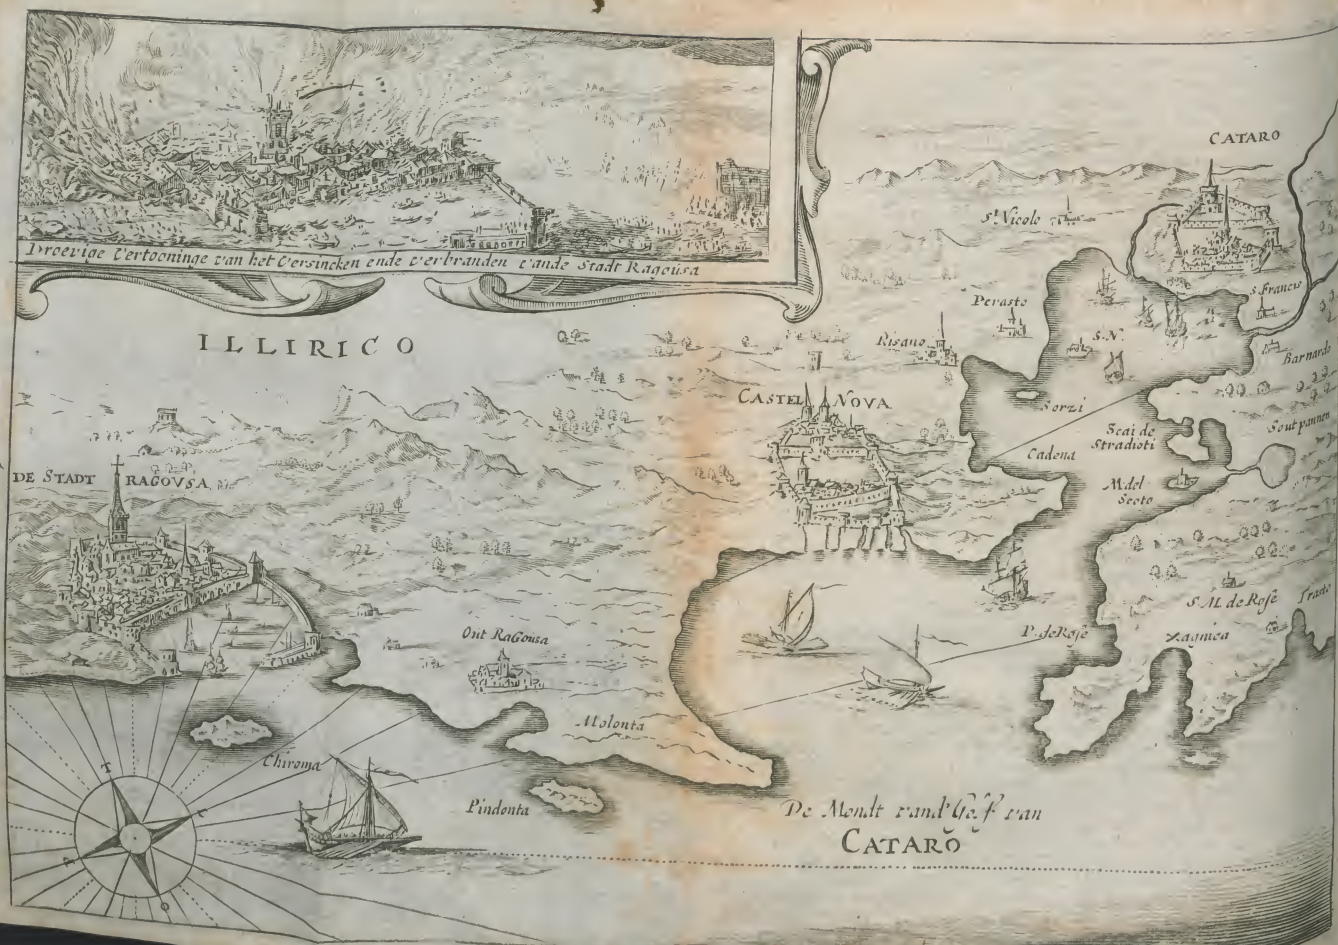 Droevige Vertooninge van het Versincken ende verbranden vande Stadt Ragousa
CATARO
St. Nicolo
S. Francis
Perasto
Risano
S.N.
Barnardo
ILLIRICO
CASTEL NOVA
Sorzi
Scai de
Stradioti
Cadena
Sout pannen
M. del
Scoto
DE STADT RAGOVSA
S. M. de Rose
Traste
Out RaGousa
P. de Rose
Zagnica
Molonta
Chiroma
Pindonta
De Mondt vand' Golf van
CATARO
T
P
O